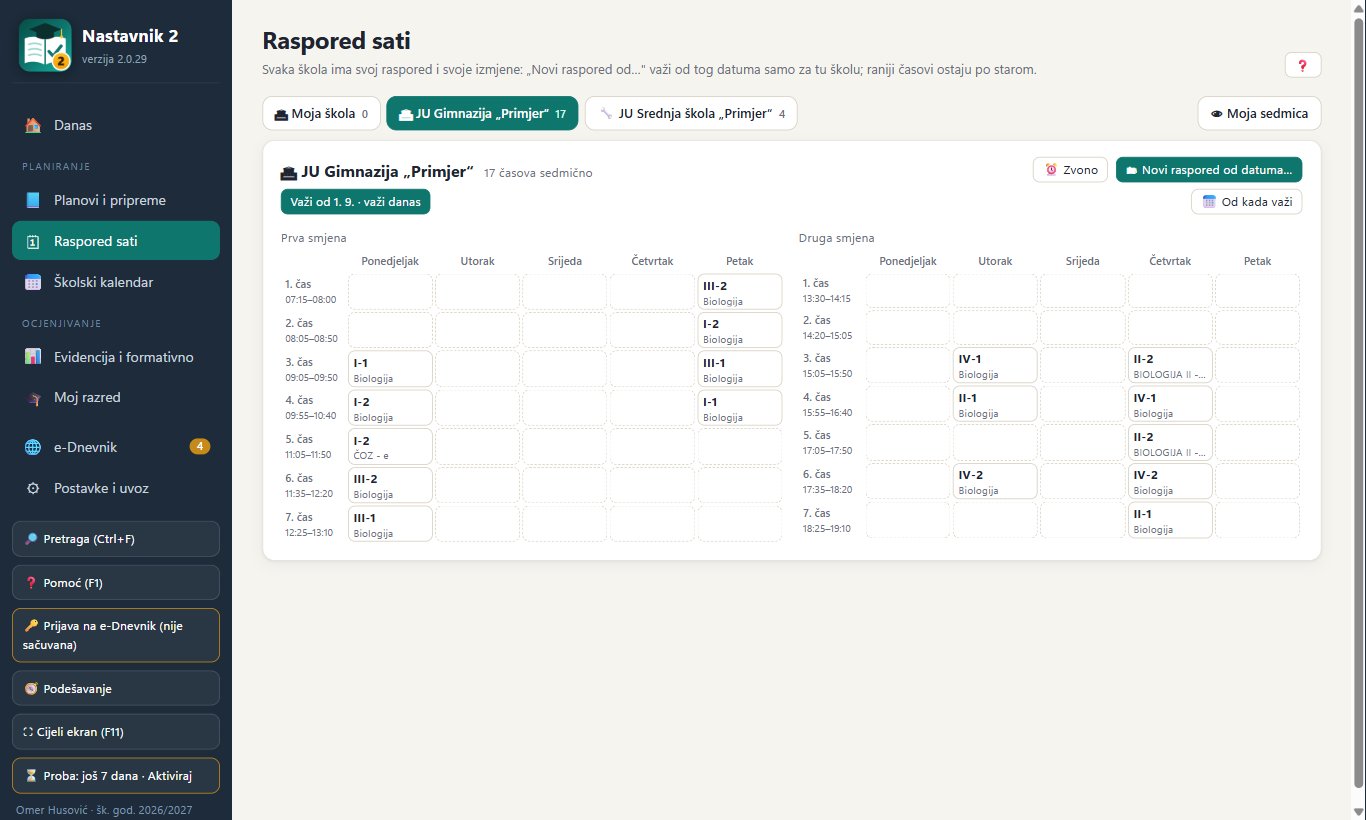 Nastavnik 2
verzija 2.0.29
Danas
PLANIRANJE
Planovi i pripreme
Raspored sati
Školski kalendar
OCJENJIVANJE
Evidencija i formativno
Moj razred
e-Dnevnik 4
Postavke i uvoz
Pretraga (Ctrl+F)
Pomoć (F1)
Prijava na e-Dnevnik (nije
sačuvana)
Podešavanje
Cijeli ekran (F11)
Proba: još 7 dana · Aktiviraj
Omer Husović · šk. god. 2026/2027
Raspored sati
Svaka škola ima svoj raspored i svoje izmjene: „Novi raspored od…“ važi od tog datuma samo za tu školu; raniji časovi ostaju po starom.
Moja škola 0
JU Gimnazija „Primjer“ 17
JU Srednja škola „Primjer“ 4
Moja sedmica
JU Gimnazija „Primjer“ 17 časova sedmično
Zvono
Novi raspored od datuma...
Važi od 1. 9. · važi danas
Od kada važi
Prva smjena
Ponedjeljak Utorak Srijeda Četvrtak Petak
1. čas
07:15–08:00
III-2
Biologija
2. čas
08:05–08:50
I-2
Biologija
3. čas
09:05–09:50
I-1
Biologija
III-1
Biologija
4. čas
09:55–10:40
I-2
Biologija
I-1
Biologija
5. čas
11:05–11:50
I-2
ČOZ - e
6. čas
11:35–12:20
III-2
Biologija
7. čas
12:25–13:10
III-1
Biologija
Druga smjena
Ponedjeljak Utorak Srijeda Četvrtak Petak
1. čas
13:30–14:15
2. čas
14:20–15:05
3. čas
15:05–15:50
IV-1
Biologija
II-2
BIOLOGIJA II -...
4. čas
15:55–16:40
II-1
Biologija
IV-1
Biologija
5. čas
17:05–17:50
II-2
BIOLOGIJA II -...
6. čas
17:35–18:20
IV-2
Biologija
IV-2
Biologija
7. čas
18:25–19:10
II-1
Biologija